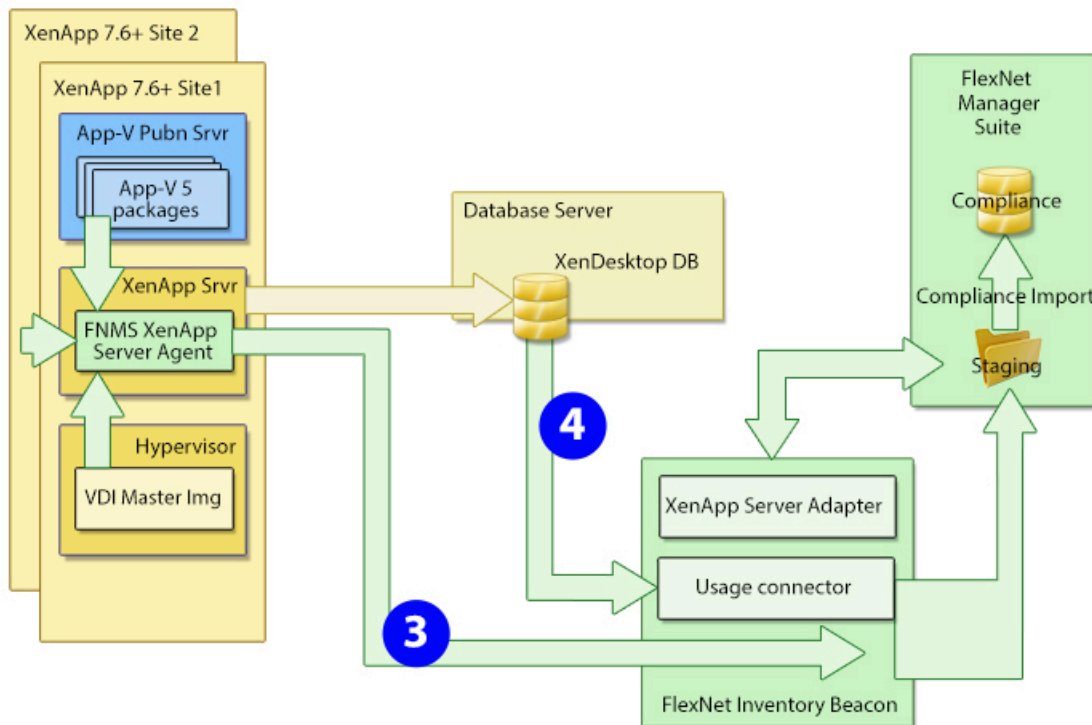 XenApp 7.6+ Site 2
XenApp 7.6+ Site1
App-V Pubn Srvr
App-V 5
packages
XenApp Srvr
FNMS XenApp
Server Agent
Hypervisor
VDI Master Img
Database Server
XenDesktop DB
4
3
FlexNet
Manager
Suite
Compliance
Compliance Import
Staging
XenApp Server Adapter
Usage connector
FlexNet Inventory Beacon